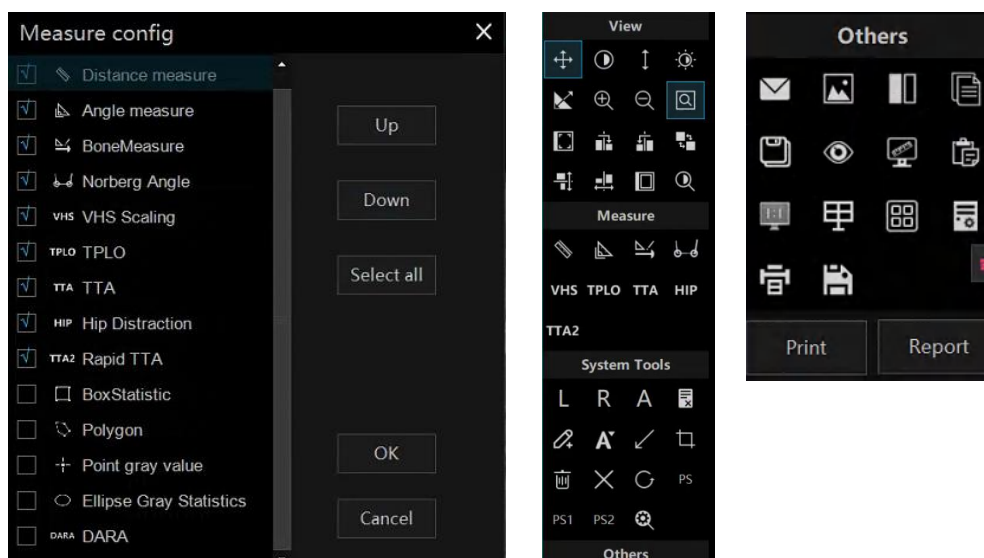 Measure config
Distance measure
Angle measure
BoneMeasure
Norberg Angle
VHS VHS Scaling
TPLO TPLO
TTA TTA
HIP Hip Distraction
TTA2 Rapid TTA
BoxStatistic
Polygon
Point gray value
Ellipse Gray Statistics
DARA DARA
Up
Down
Select all
OK
Cancel
View
Measure
VHS TPLO TTA HIP
TTA2
System Tools
L R A
A
PS
PS1 PS2
Others
Others
1:1
Print Report